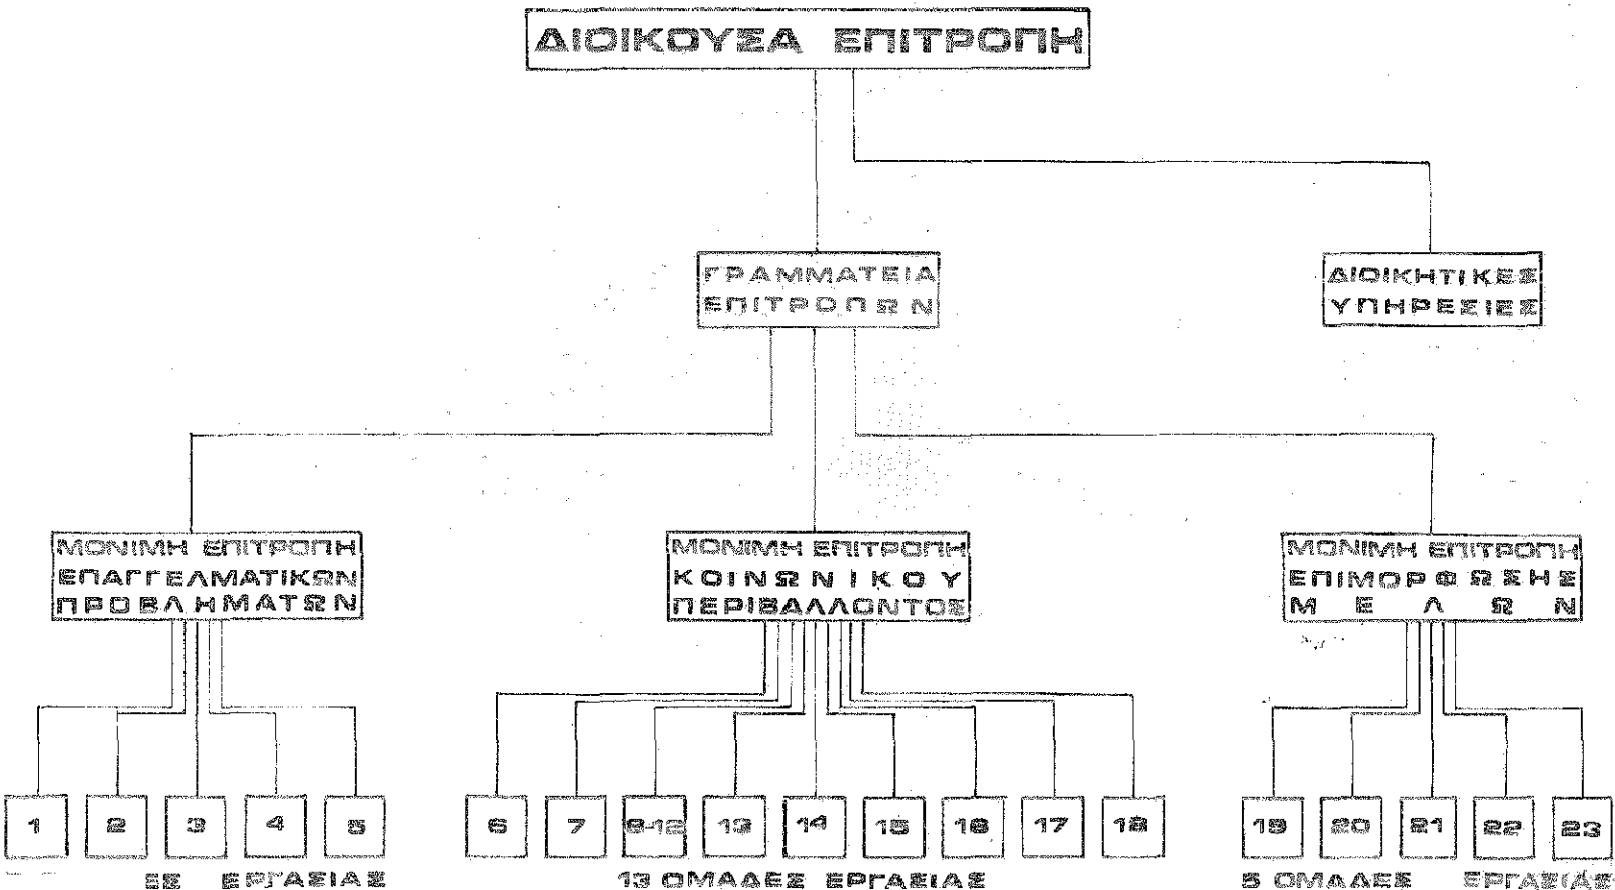 ΔΙΟΙΚΟΥΣΑ ΕΠΙΤΡΟΠΗ
ΓΡΑΜΜΑΤΕΙΑ
ΕΠΙΤΡΟΠΩΝ
ΔΙΟΙΚΗΤΙΚΕΣ
ΥΠΗΡΕΣΙΕΣ
ΜΟΝΙΜΗ ΕΠΙΤΡΟΠΗ
ΕΠΑΓΓΕΛΜΑΤΙΚΩΝ
ΠΡΟΒΛΗΜΑΤΩΝ
ΜΟΝΙΜΗ ΕΠΙΤΡΟΠΗ
ΚΟΙΝΩΝΙΚΟΥ
ΠΕΡΙΒΑΛΛΟΝΤΟΣ
ΜΟΝΙΜΗ ΕΠΙΤΡΟΠΗ
ΕΠΙΜΟΡΦΩΣΗΣ
ΜΕΛΩΝ
1 2 3 4 5 6 7 13 14 15 16 17 18 19 20 21 22 23
ΕΣ ΕΡΓΑΣΙΑΣ 13 ΟΜΑΔΕΣ ΕΡΓΑΣΙΑΣ 5 ΟΜΑΔΕΣ ΕΡΓΑΣΙΑΣ